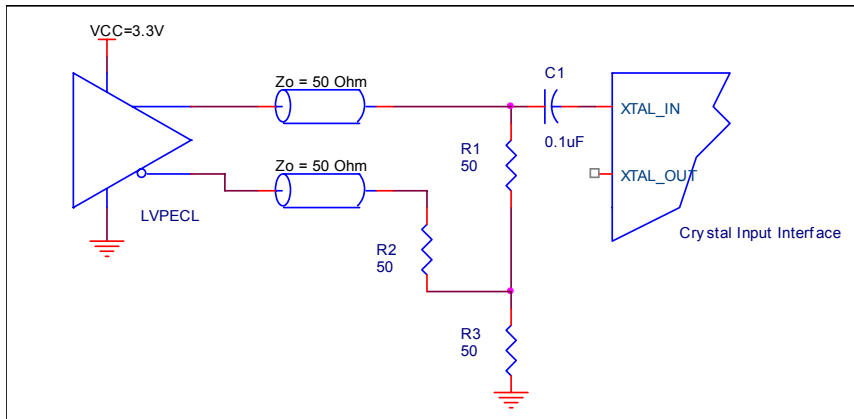 VCC=3.3V
Zo = 50 Ohm
C1
XTAL_IN
0.1uF
R1
50
Zo = 50 Ohm
XTAL_OUT
LVPECL
Crystal Input Interface
R2
50
R3
50